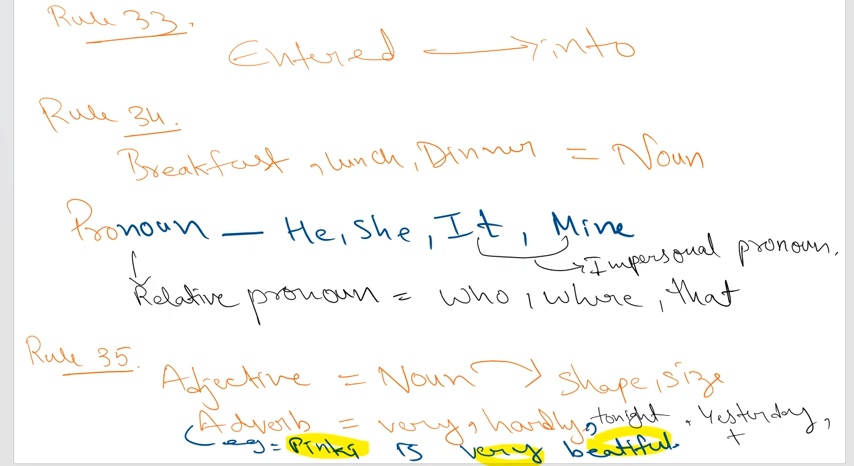 Rule 33.
Entered ⟷ into
Rule 34.
Breakfast, lunch, Dinner = Noun
Pronoun — He, She, It, Mine
→ Impersonal pronoun.
Relative pronoun = who, where, that
Rule 35.
Adjective = Noun → shape, size
Adverb = very, hardly, tonight, Yesterday,
eg = Pinki is very beatiful.